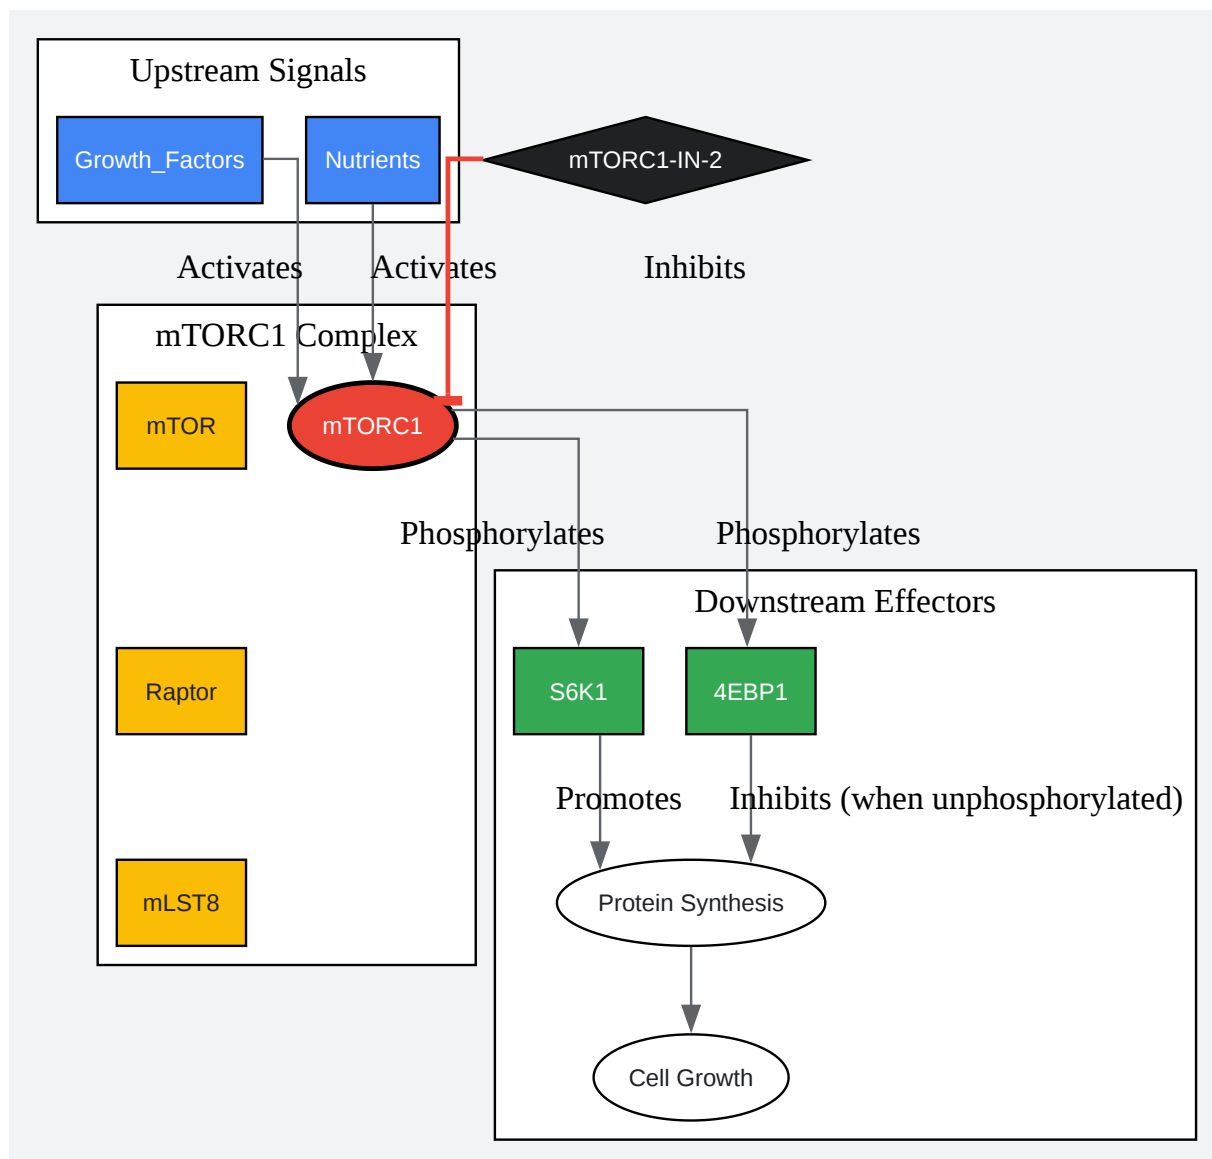 Upstream Signals
Growth_Factors
Nutrients
mTORC1-IN-2
Activates
Activates
Inhibits
mTORC1 Complex
mTOR
mTORC1
Phosphorylates
Phosphorylates
Downstream Effectors
Raptor
S6K1
4EBP1
Promotes
Inhibits (when unphosphorylated)
mLST8
Protein Synthesis
Cell Growth